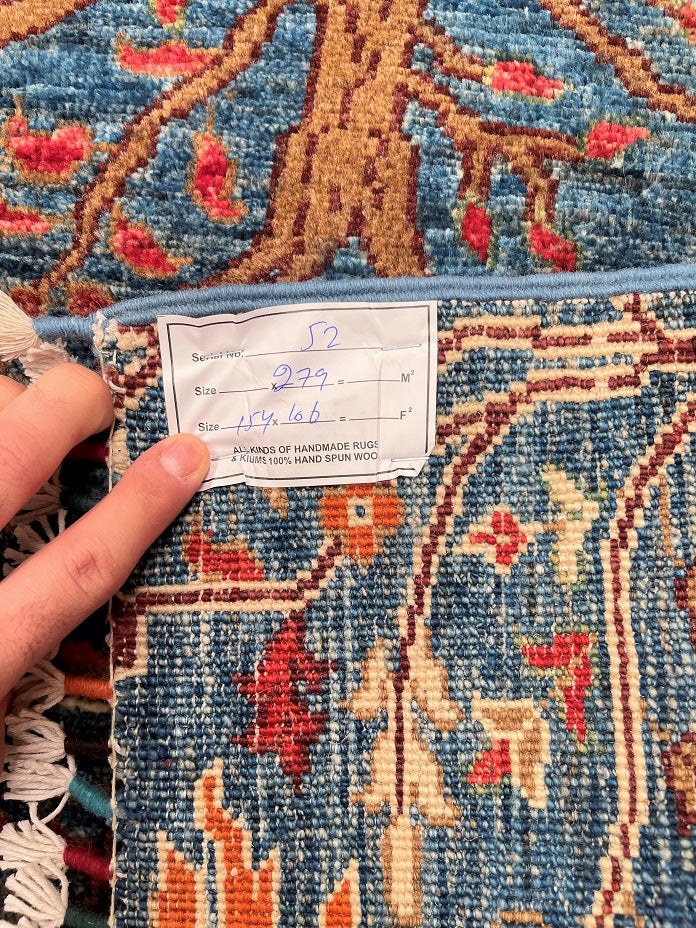 Serial No: 52
Size x 279 = M²
Size 154 x 106 = F²
ALL KINDS OF HANDMADE RUGS
& KILIMS 100% HAND SPUN WOOL